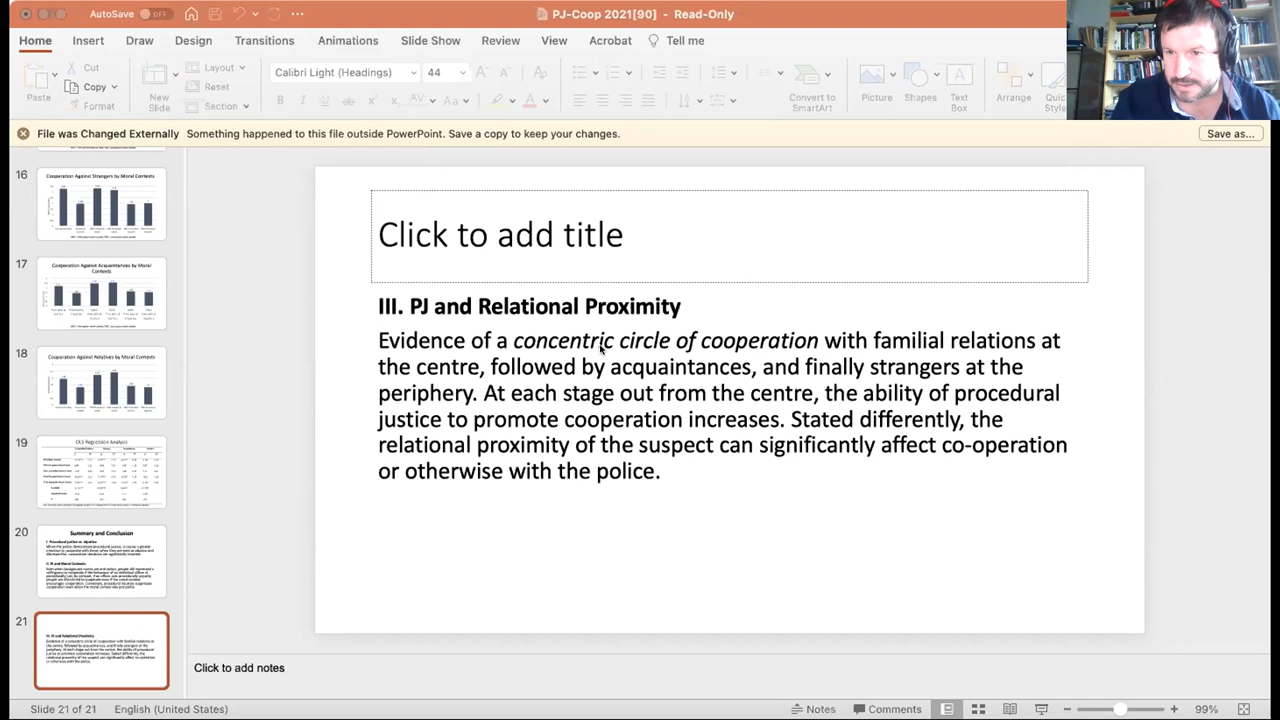 AutoSave OFF
PJ-Coop 2021[90] - Read-Only
Home Insert Draw Design Transitions Animations Slide Show Review View Acrobat Tell me
Paste
Cut
Copy
Format
New Slide
Layout
Reset
Section
Calibri Light (Headings) 44
Convert to SmartArt
Picture
Shapes
Text Box
Arrange
File was Changed Externally Something happened to this file outside PowerPoint. Save a copy to keep your changes. Save as...
16
Cooperation Against Strangers by Moral Contexts
17
Cooperation Against Acquaintances by Moral
Contexts
18
Cooperation Against Relatives by Moral Contexts
19
OLS Regression Analysis
20
Summary and Conclusion
21
Click to add title
III. PJ and Relational Proximity
Evidence of a concentric circle of cooperation with familial relations at
the centre, followed by acquaintances, and finally strangers at the
periphery. At each stage out from the centre, the ability of procedural
justice to promote cooperation increases. Stated differently, the
relational proximity of the suspect can significantly affect co-operation
or otherwise with the police.
Click to add notes
Slide 21 of 21 English (United States) Notes Comments 99%